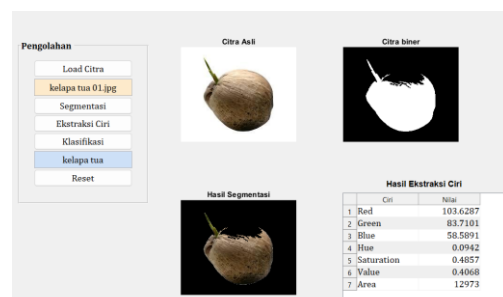 Pengolahan
Load Citra
kelapa tua 01.jpg
Segmentasi
Ekstraksi Ciri
Klasifikasi
kelapa tua
Reset
Citra Asli
Citra biner
Hasil Segmentasi
Hasil Ekstraksi Ciri
Ciri Nilai
1 Red 103.6287
2 Green 83.7101
3 Blue 58.5891
4 Hue 0.0942
5 Saturation 0.4857
6 Value 0.4068
7 Area 12973